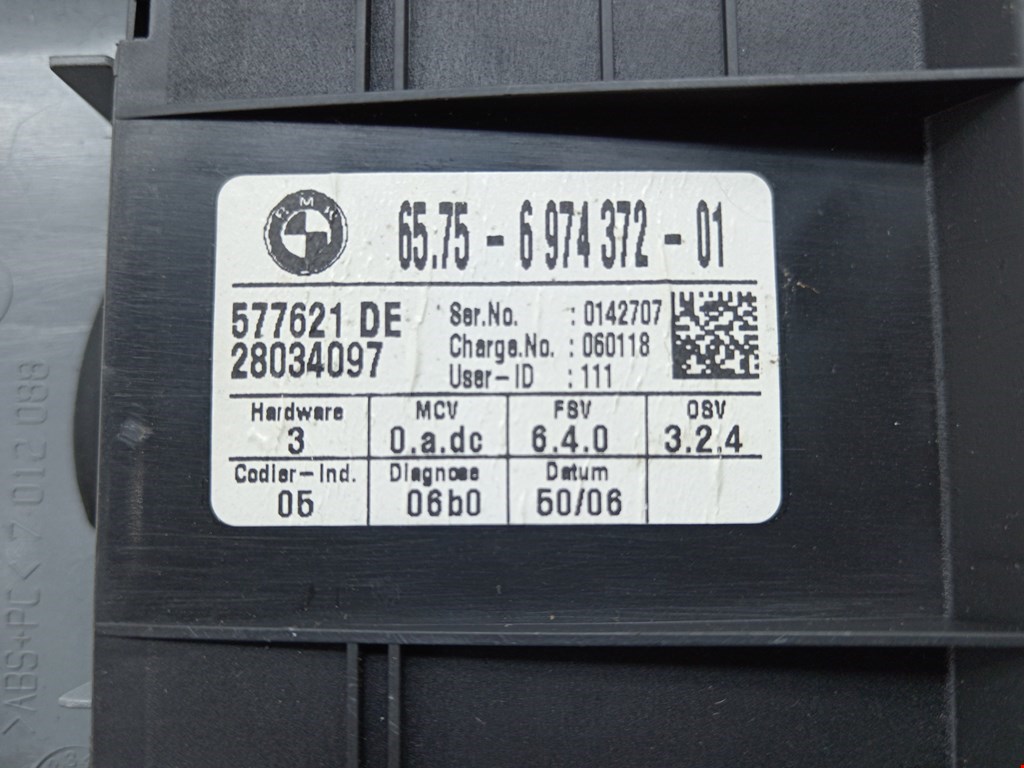 BMW
65.75 - 6 974 372 - 01
577621 DE
28034097
Ser.No. : 0142707
Charge.No. : 060118
User-ID : 111
Hardware MCV FSV OSV
3 0.a.dc 6.4.0 3.2.4
Codier-Ind. Diagnose Datum
05 06b0 50/06
>ABS+PC< 7 012 088